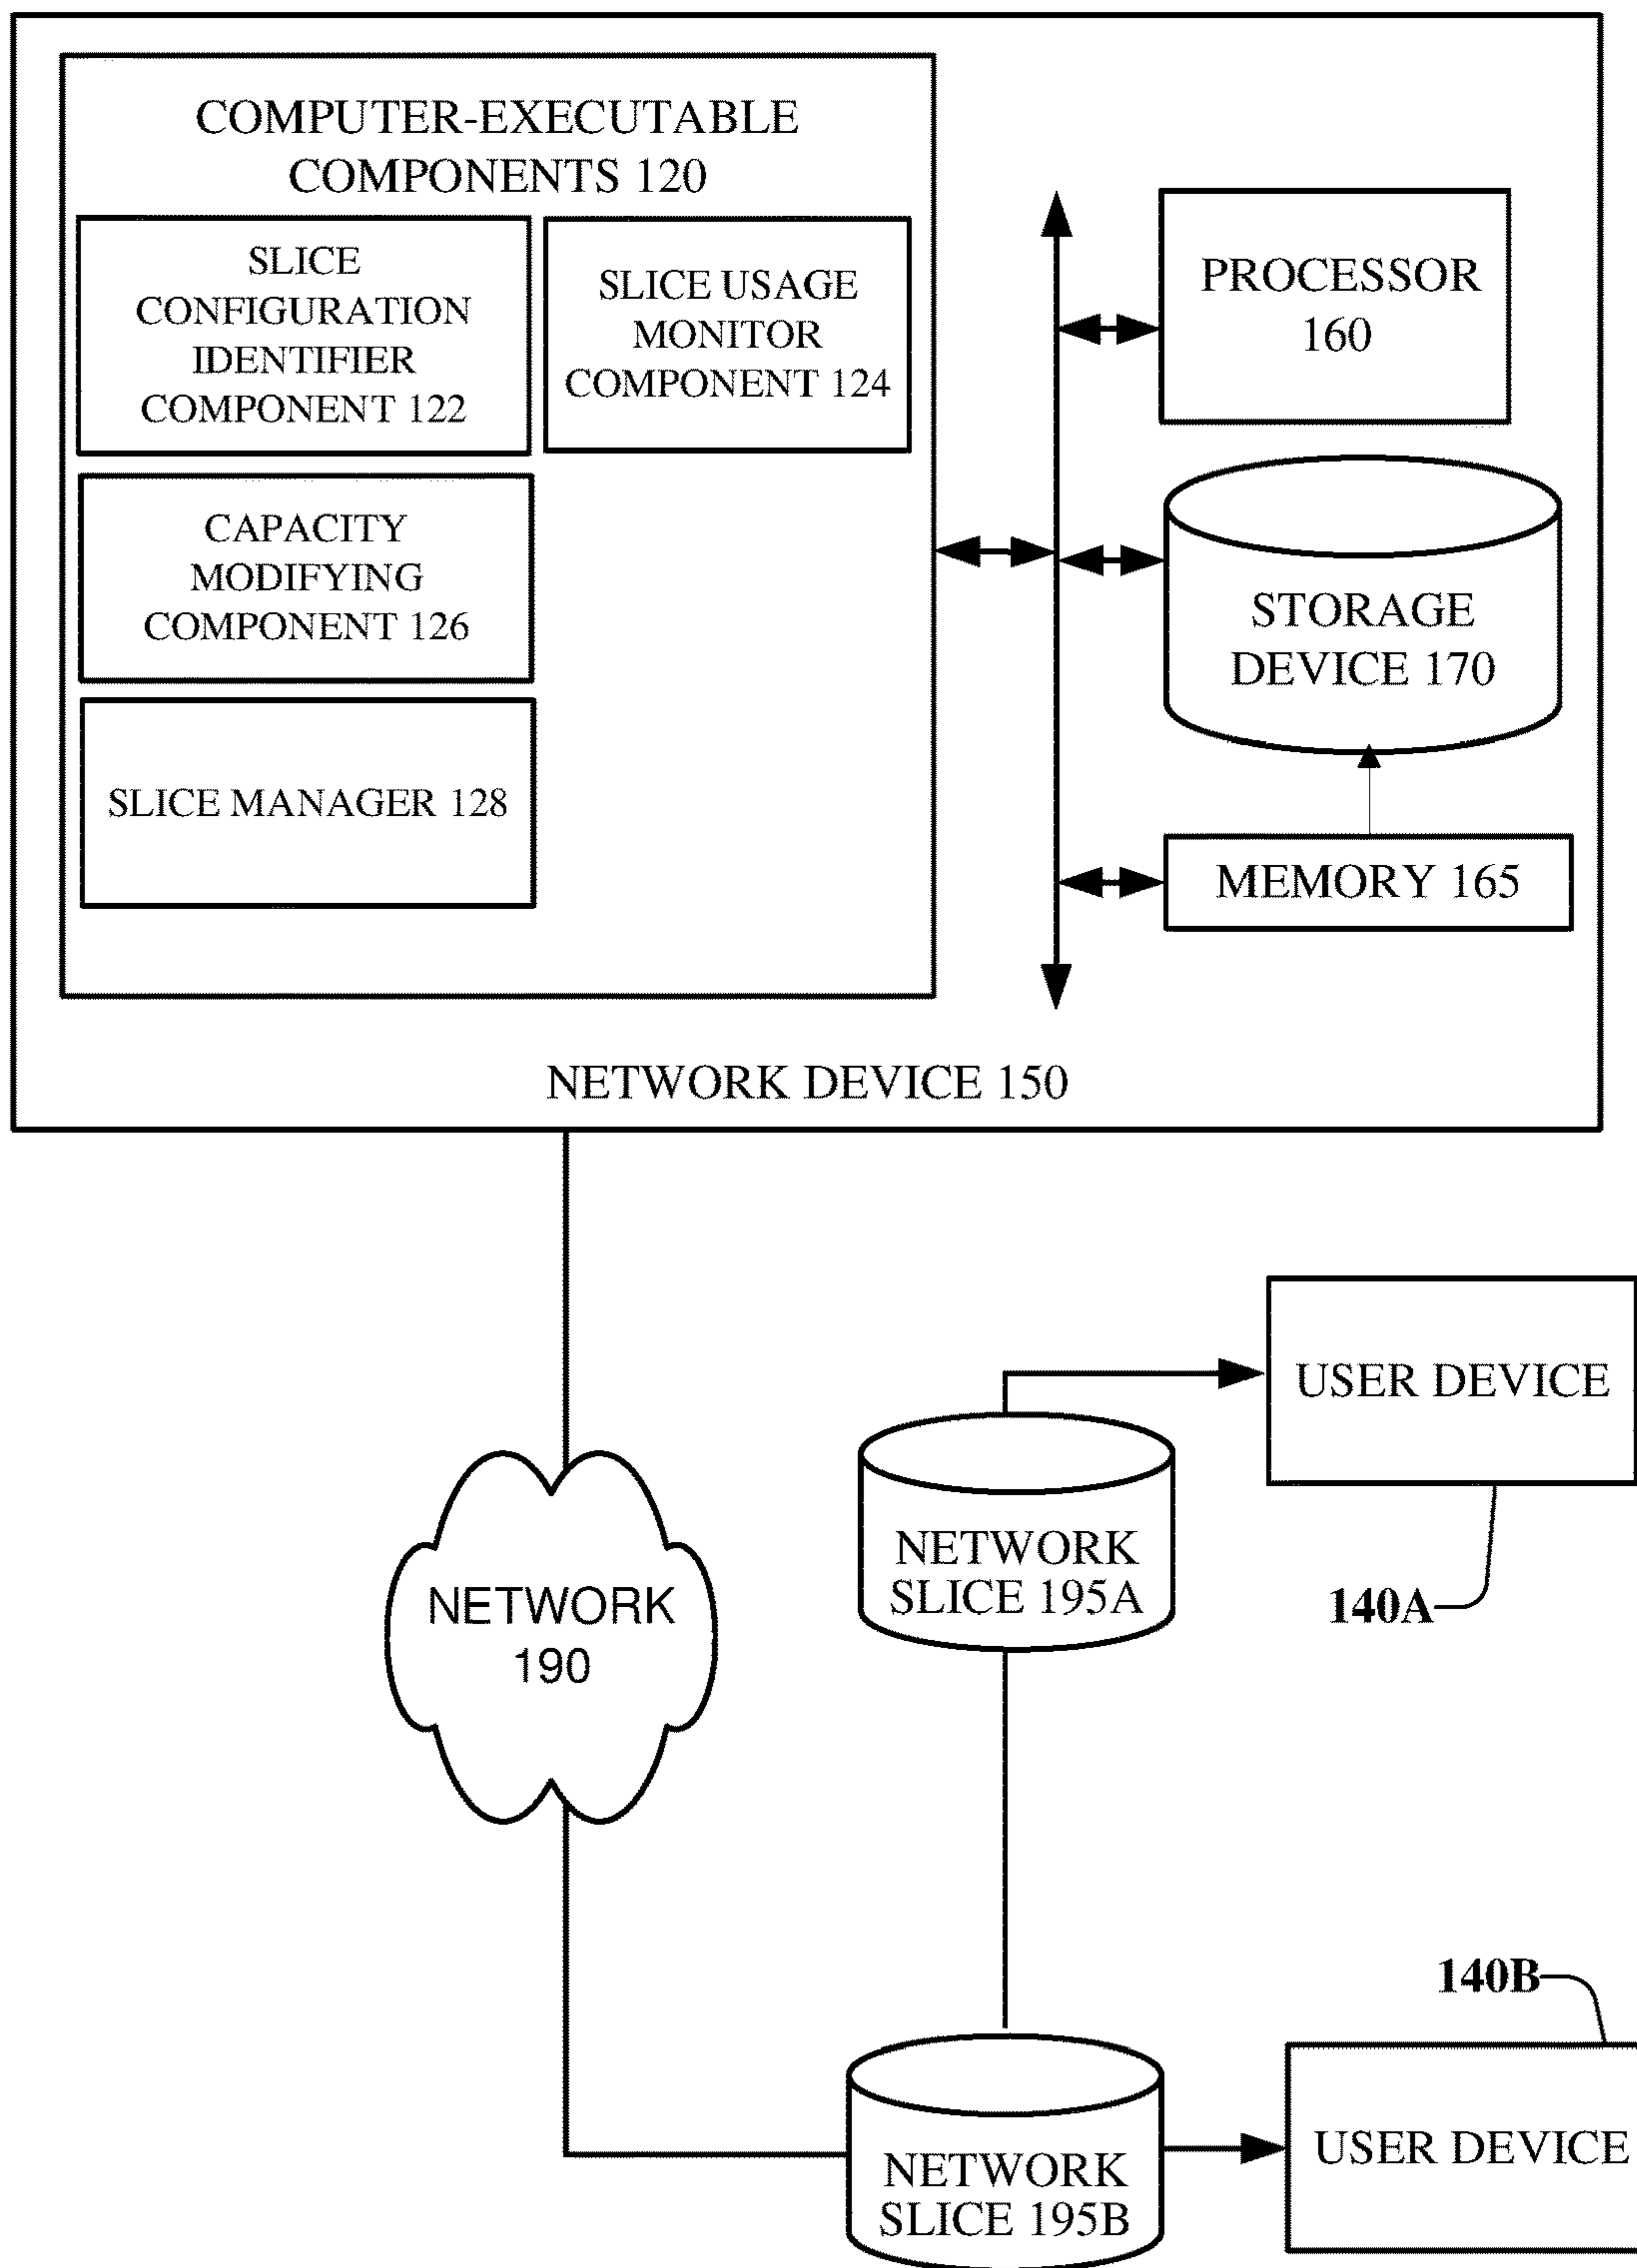 COMPUTER-EXECUTABLE
COMPONENTS 120
SLICE
CONFIGURATION
IDENTIFIER
COMPONENT 122
SLICE USAGE
MONITOR
COMPONENT 124
CAPACITY
MODIFYING
COMPONENT 126
SLICE MANAGER 128
PROCESSOR
160
STORAGE
DEVICE 170
MEMORY 165
NETWORK DEVICE 150
NETWORK
190
NETWORK
SLICE 195A
USER DEVICE
140A
140B
NETWORK
SLICE 195B
USER DEVICE